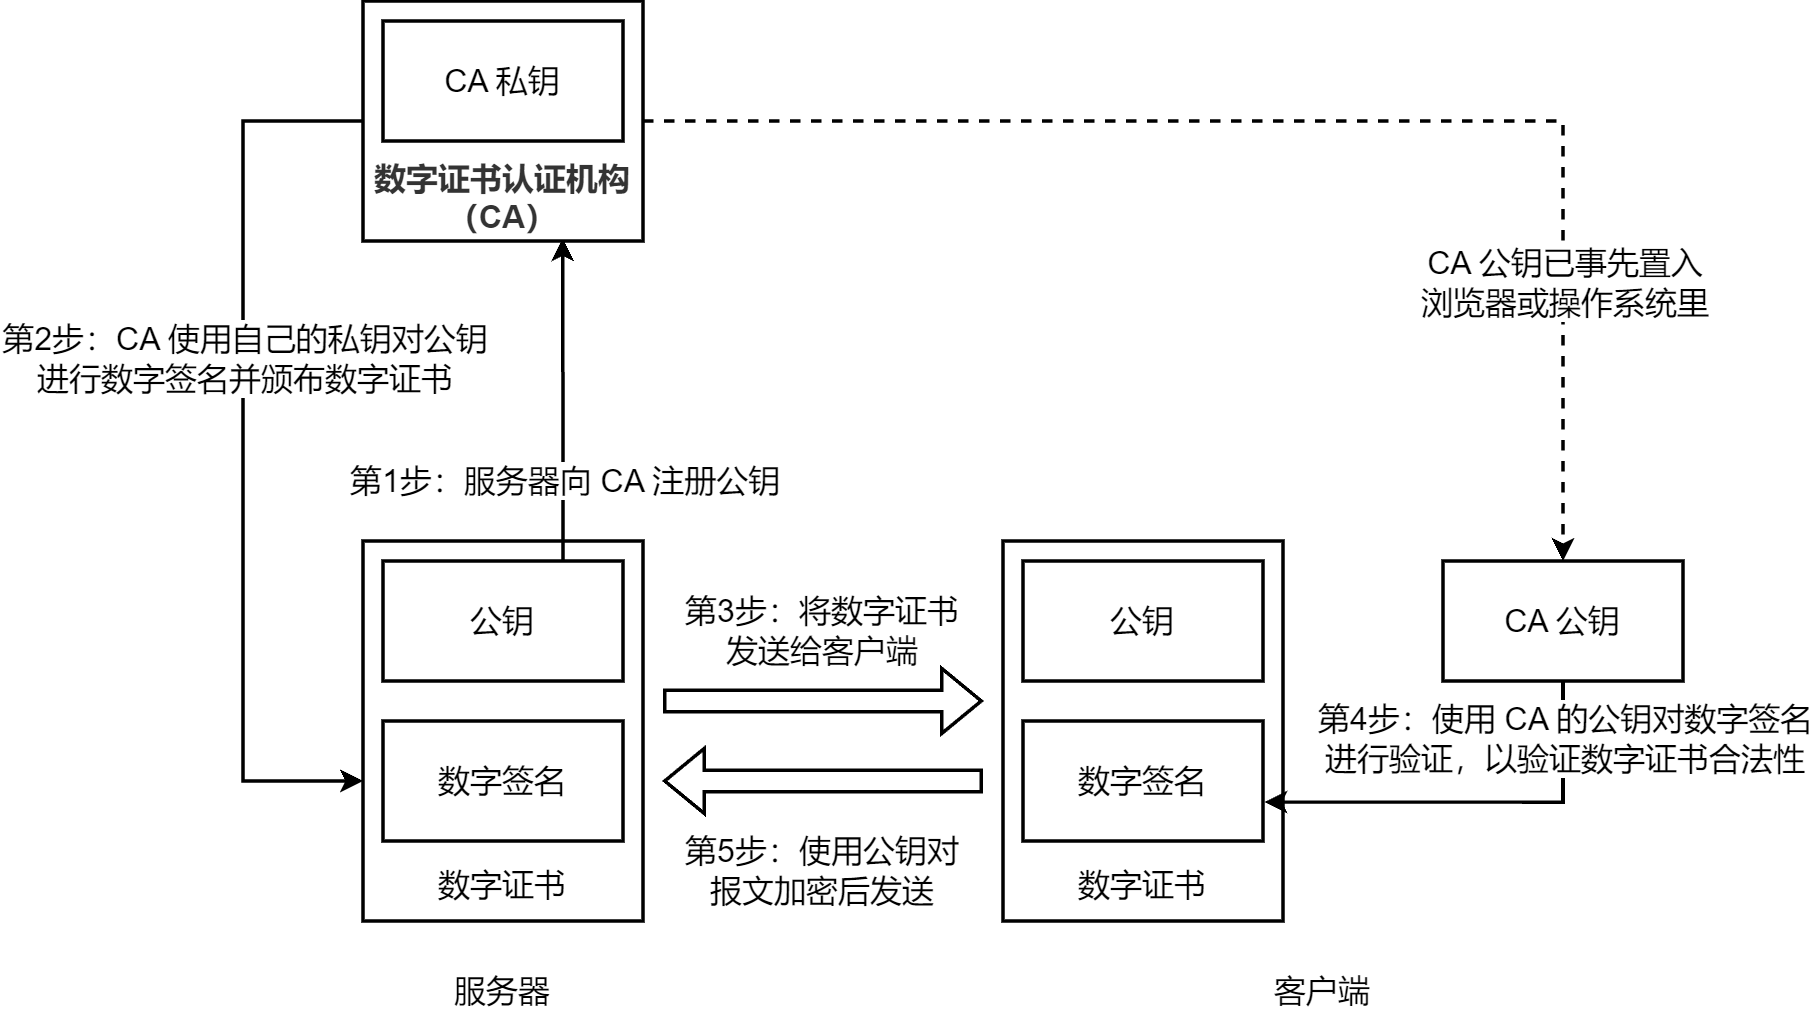 CA 私钥
数字证书认证机构
（CA）
CA 公钥已事先置入
浏览器或操作系统里
第2步：CA 使用自己的私钥对公钥
进行数字签名并颁布数字证书
第1步：服务器向 CA 注册公钥
公钥
第3步：将数字证书
发送给客户端
公钥
CA 公钥
第4步：使用 CA 的公钥对数字签名
进行验证，以验证数字证书合法性
数字签名
数字签名
第5步：使用公钥对
报文加密后发送
数字证书
数字证书
服务器
客户端